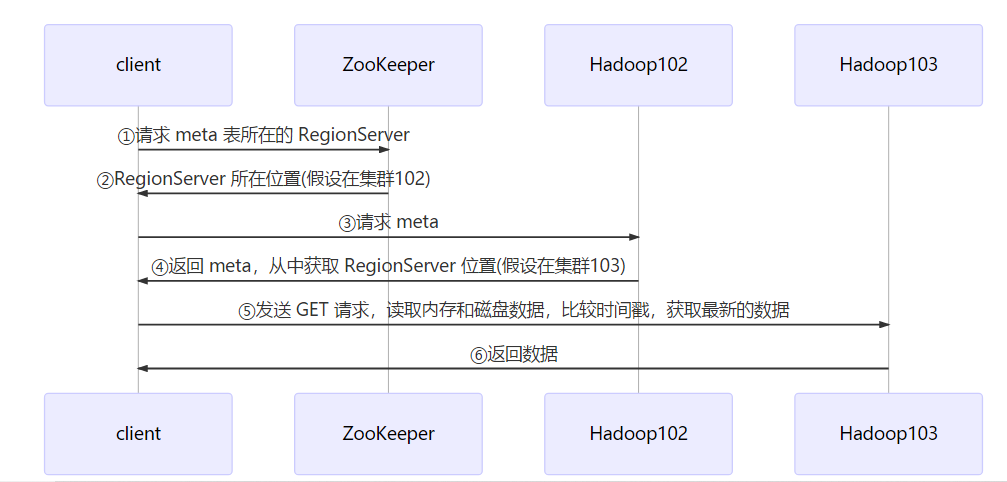 client
ZooKeeper
Hadoop102
Hadoop103
①请求 meta 表所在的 RegionServer
②RegionServer 所在位置(假设在集群102)
③请求 meta
④返回 meta，从中获取 RegionServer 位置(假设在集群103)
⑤发送 GET 请求，读取内存和磁盘数据，比较时间戳，获取最新的数据
⑥返回数据
client
ZooKeeper
Hadoop102
Hadoop103